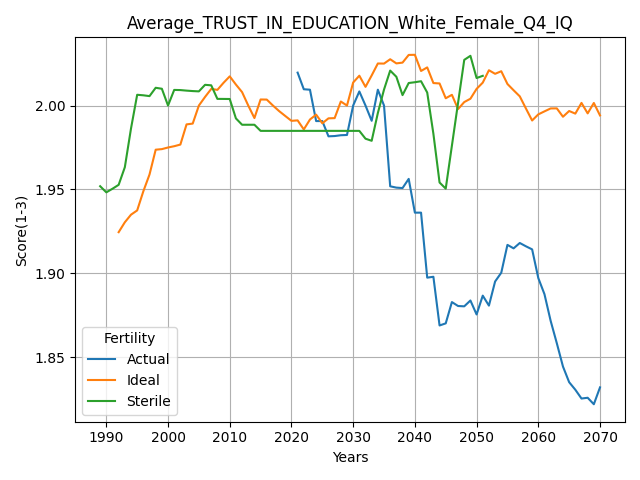 Average_TRUST_IN_EDUCATION_White_Female_Q4_IQ
Score(1-3)
2.00
1.95
1.90
1.85
Fertility
Actual
Ideal
Sterile
1990 2000 2010 2020 2030 2040 2050 2060 2070
Years